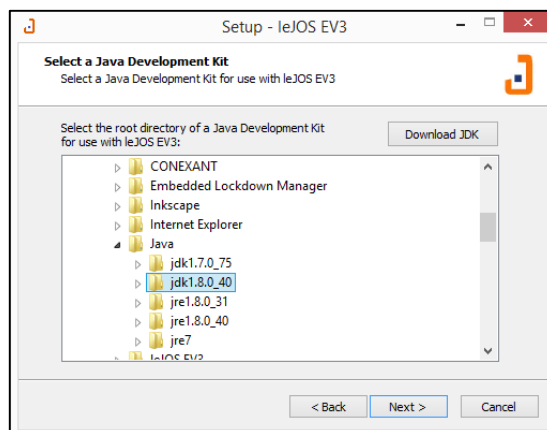 Setup - leJOS EV3
Select a Java Development Kit
Select a Java Development Kit for use with leJOS EV3
Select the root directory of a Java Development Kit
for use with leJOS EV3:
Download JDK
CONEXANT
Embedded Lockdown Manager
Inkscape
Internet Explorer
Java
jdk1.7.0_75
jdk1.8.0_40
jre1.8.0_31
jre1.8.0_40
jre7
leJOS EV3
< Back
Next >
Cancel